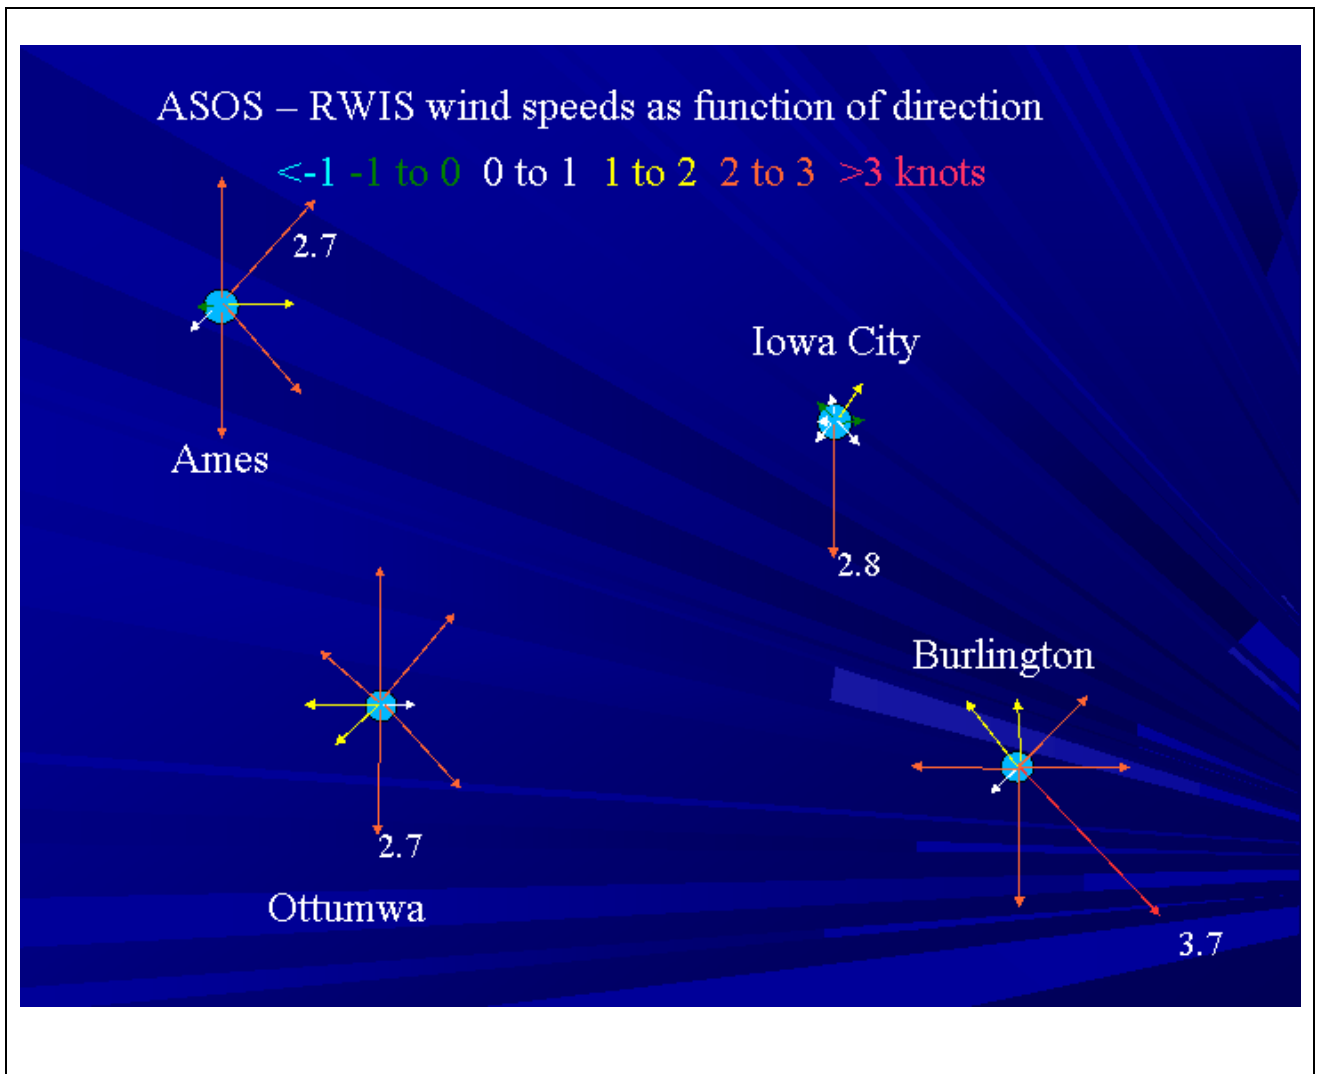 ASOS – RWIS wind speeds as function of direction
<-1 -1 to 0 0 to 1 1 to 2 2 to 3 >3 knots
2.7
Iowa City
Ames
2.8
Burlington
2.7
Ottumwa
3.7